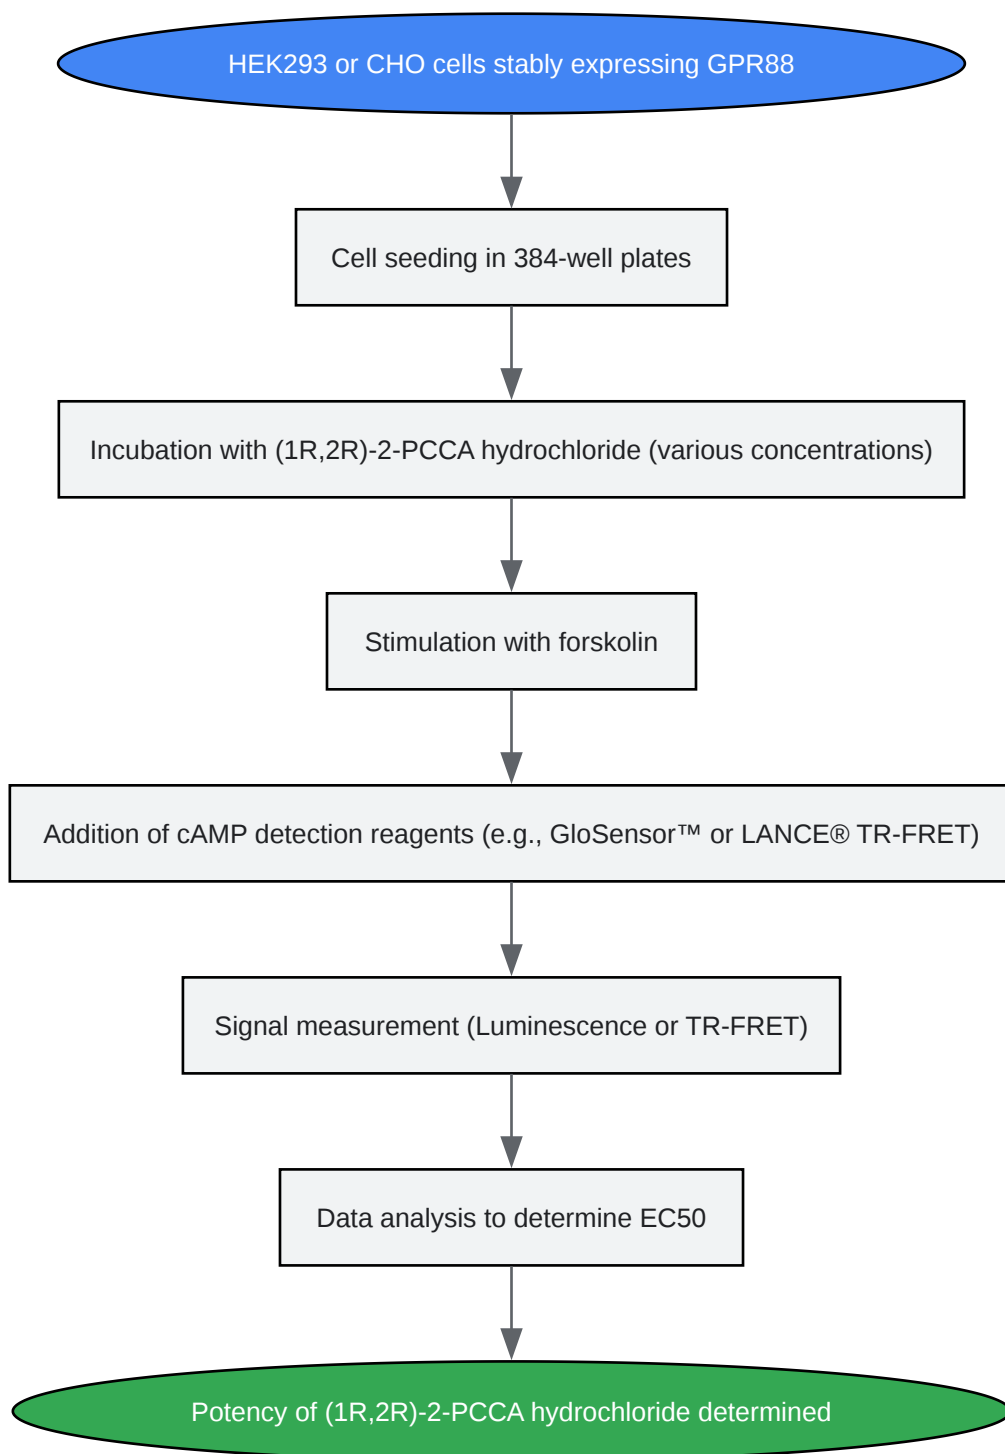 HEK293 or CHO cells stably expressing GPR88
Cell seeding in 384-well plates
Incubation with (1R,2R)-2-PCCA hydrochloride (various concentrations)
Stimulation with forskolin
Addition of cAMP detection reagents (e.g., GloSensor™ or LANCE® TR-FRET)
Signal measurement (Luminescence or TR-FRET)
Data analysis to determine EC50
Potency of (1R,2R)-2-PCCA hydrochloride determined